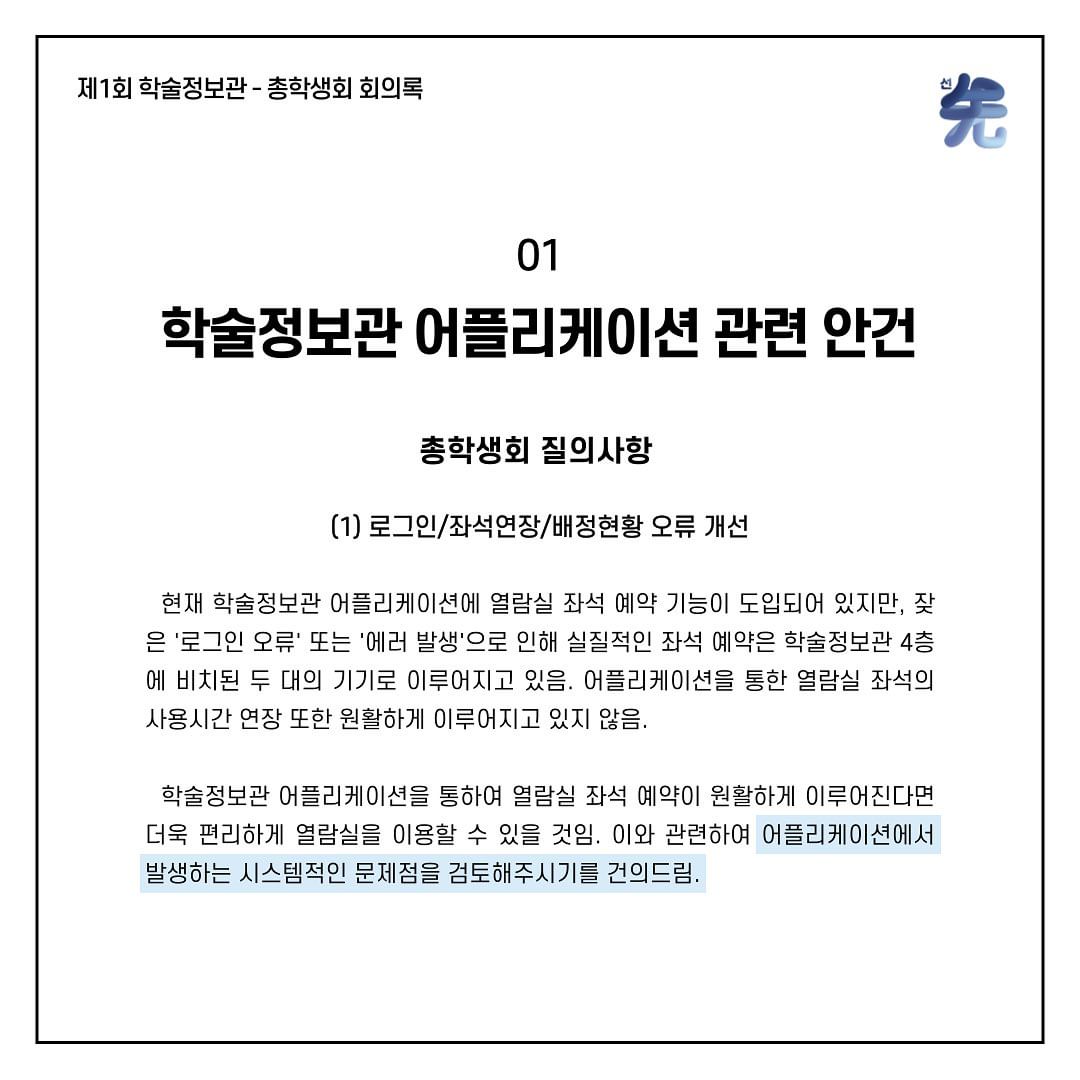 제1회 학술정보관 - 총학생회 회의록
선
先
01
학술정보관 어플리케이션 관련 안건
총학생회 질의사항
(1) 로그인/좌석연장/배정현황 오류 개선
현재 학술정보관 어플리케이션에 열람실 좌석 예약 기능이 도입되어 있지만, 잦
은 '로그인 오류' 또는 '에러 발생'으로 인해 실질적인 좌석 예약은 학술정보관 4층
에 비치된 두 대의 기기로 이루어지고 있음. 어플리케이션을 통한 열람실 좌석의
사용시간 연장 또한 원활하게 이루어지고 있지 않음.
학술정보관 어플리케이션을 통하여 열람실 좌석 예약이 원활하게 이루어진다면
더욱 편리하게 열람실을 이용할 수 있을 것임. 이와 관련하여 어플리케이션에서
발생하는 시스템적인 문제점을 검토해주시기를 건의드림.